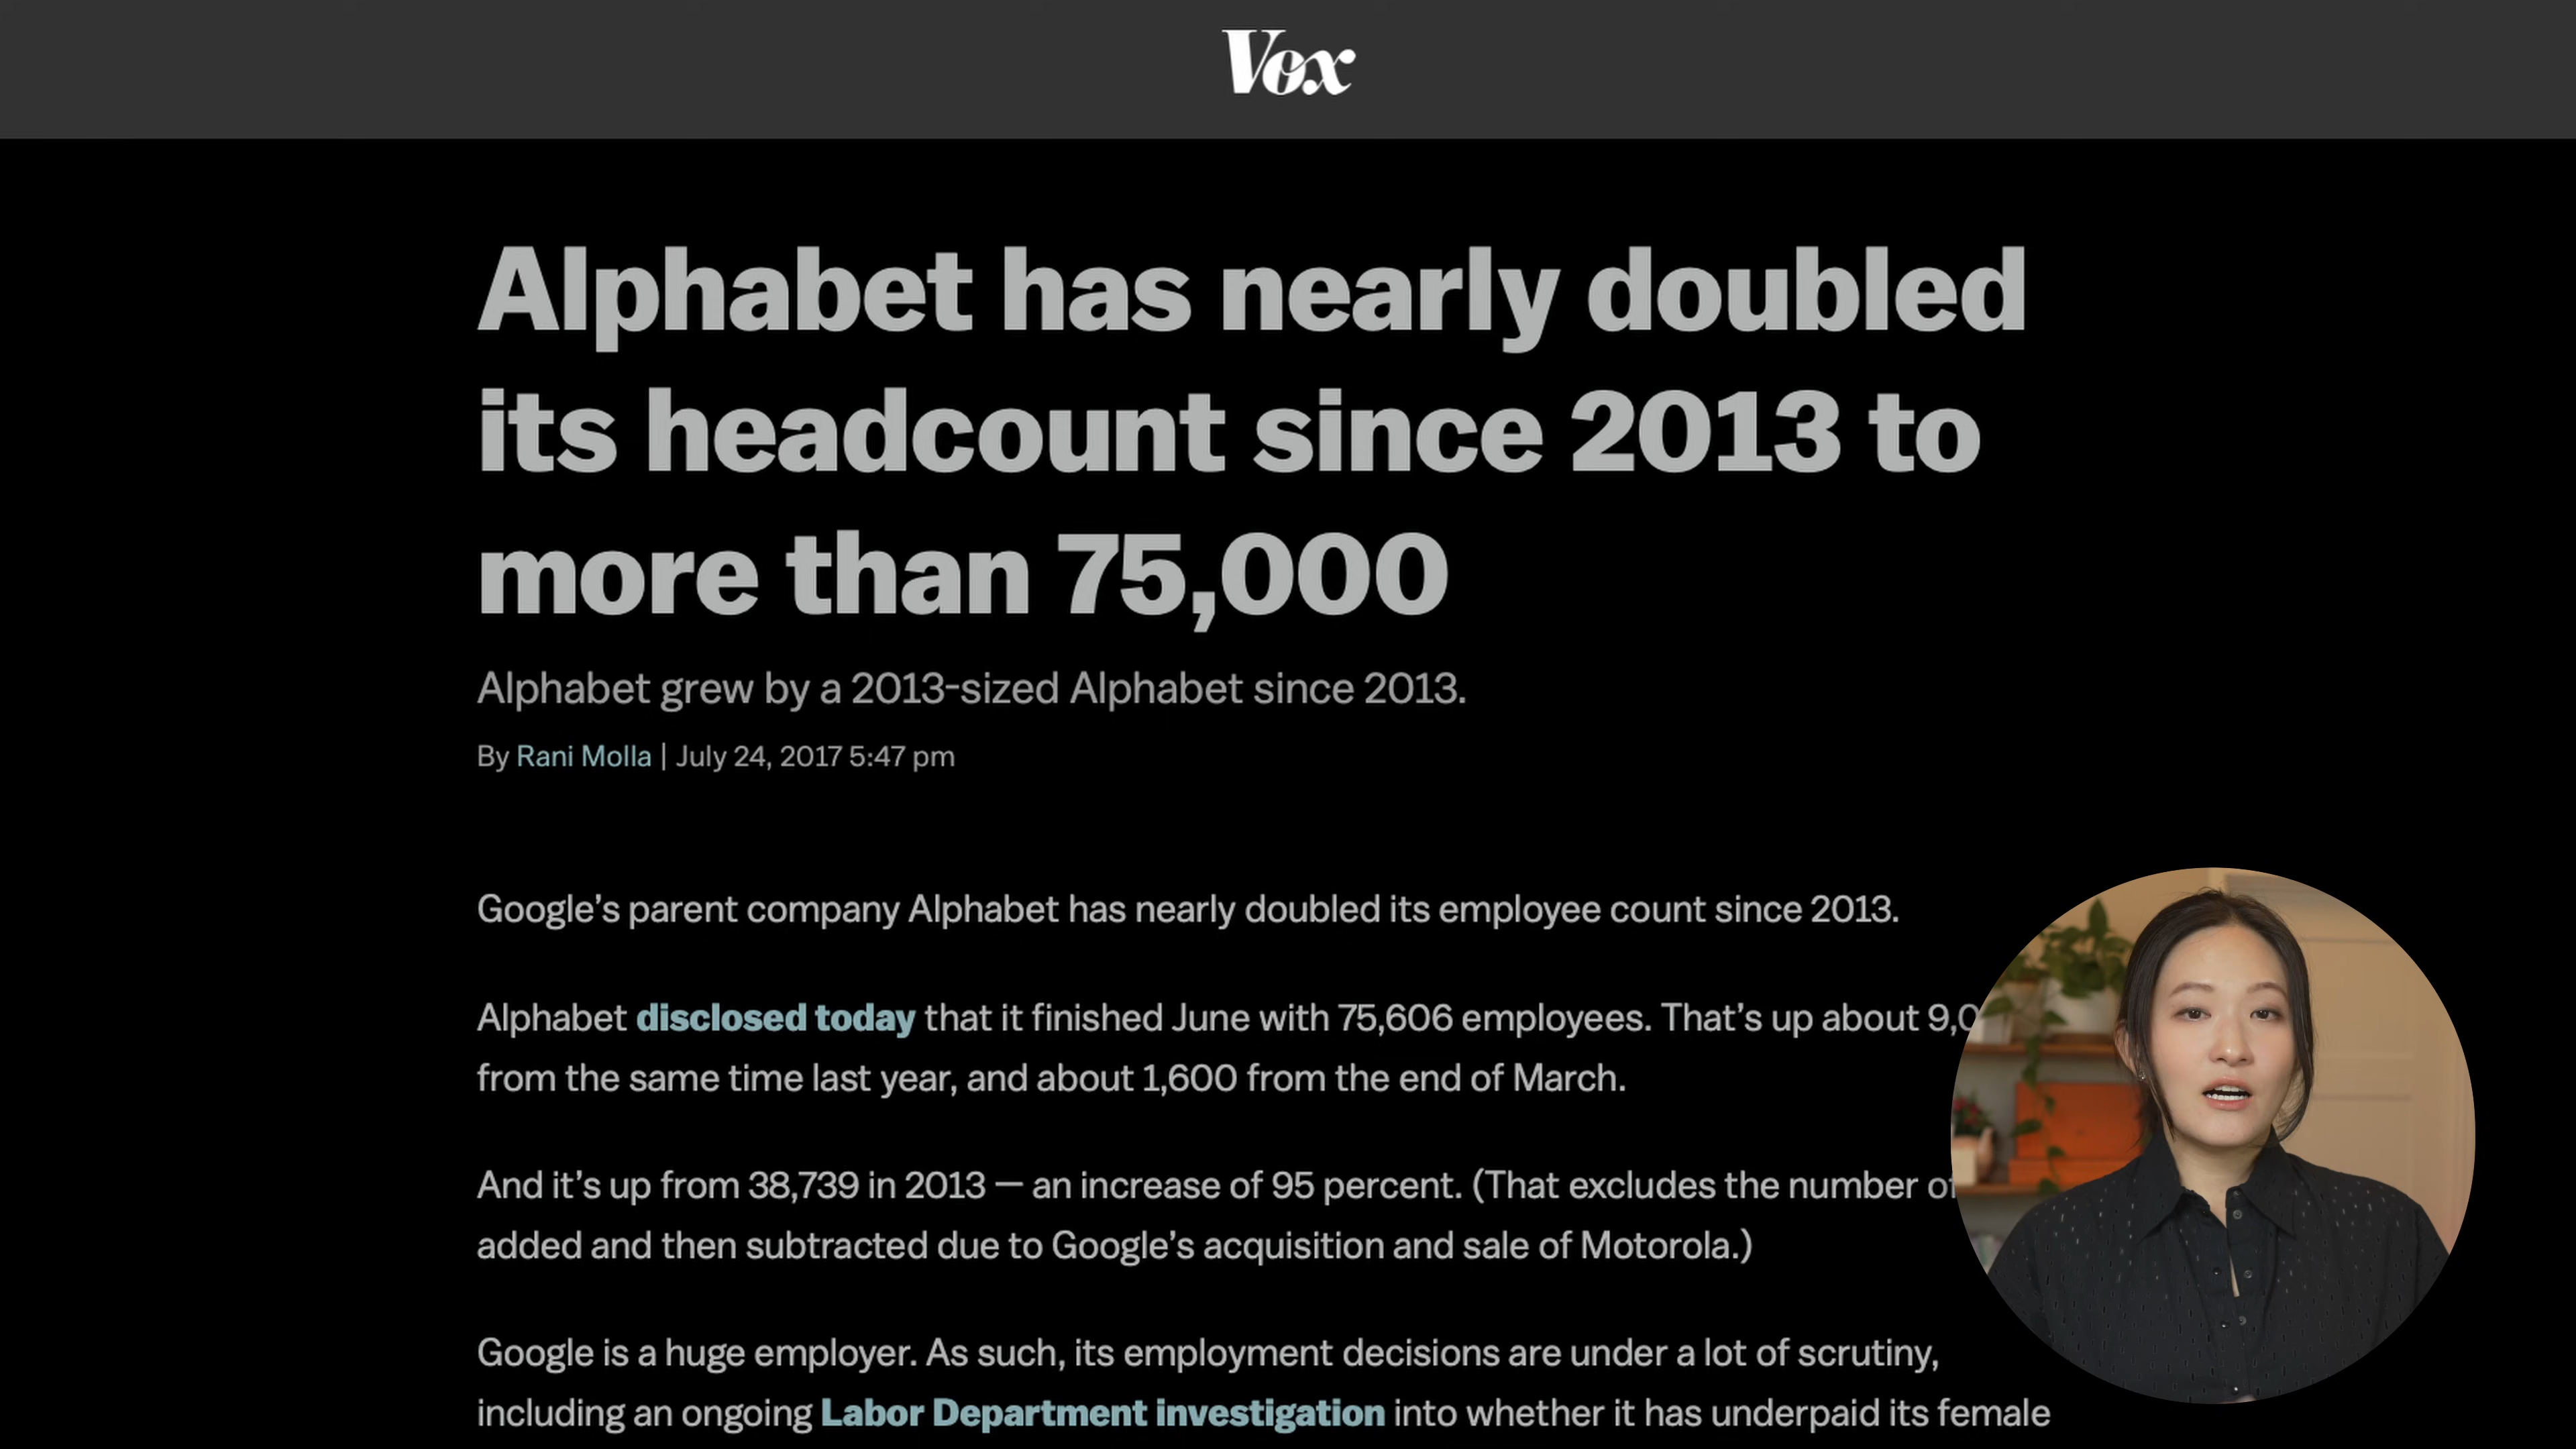 Vox
Alphabet has nearly doubled
its headcount since 2013 to
more than 75,000
Alphabet grew by a 2013-sized Alphabet since 2013.
By Rani Molla | July 24, 2017 5:47 pm
Google’s parent company Alphabet has nearly doubled its employee count since 2013.
Alphabet disclosed today that it finished June with 75,606 employees. That’s up about
from the same time last year, and about 1,600 from the end of March.
And it’s up from 38,739 in 2013 — an increase of 95 percent. (That excludes the number of
added and then subtracted due to Google’s acquisition and sale of Motorola.)
Google is a huge employer. As such, its employment decisions are under a lot of scrutiny,
including an ongoing Labor Department investigation into whether it has underpaid its female